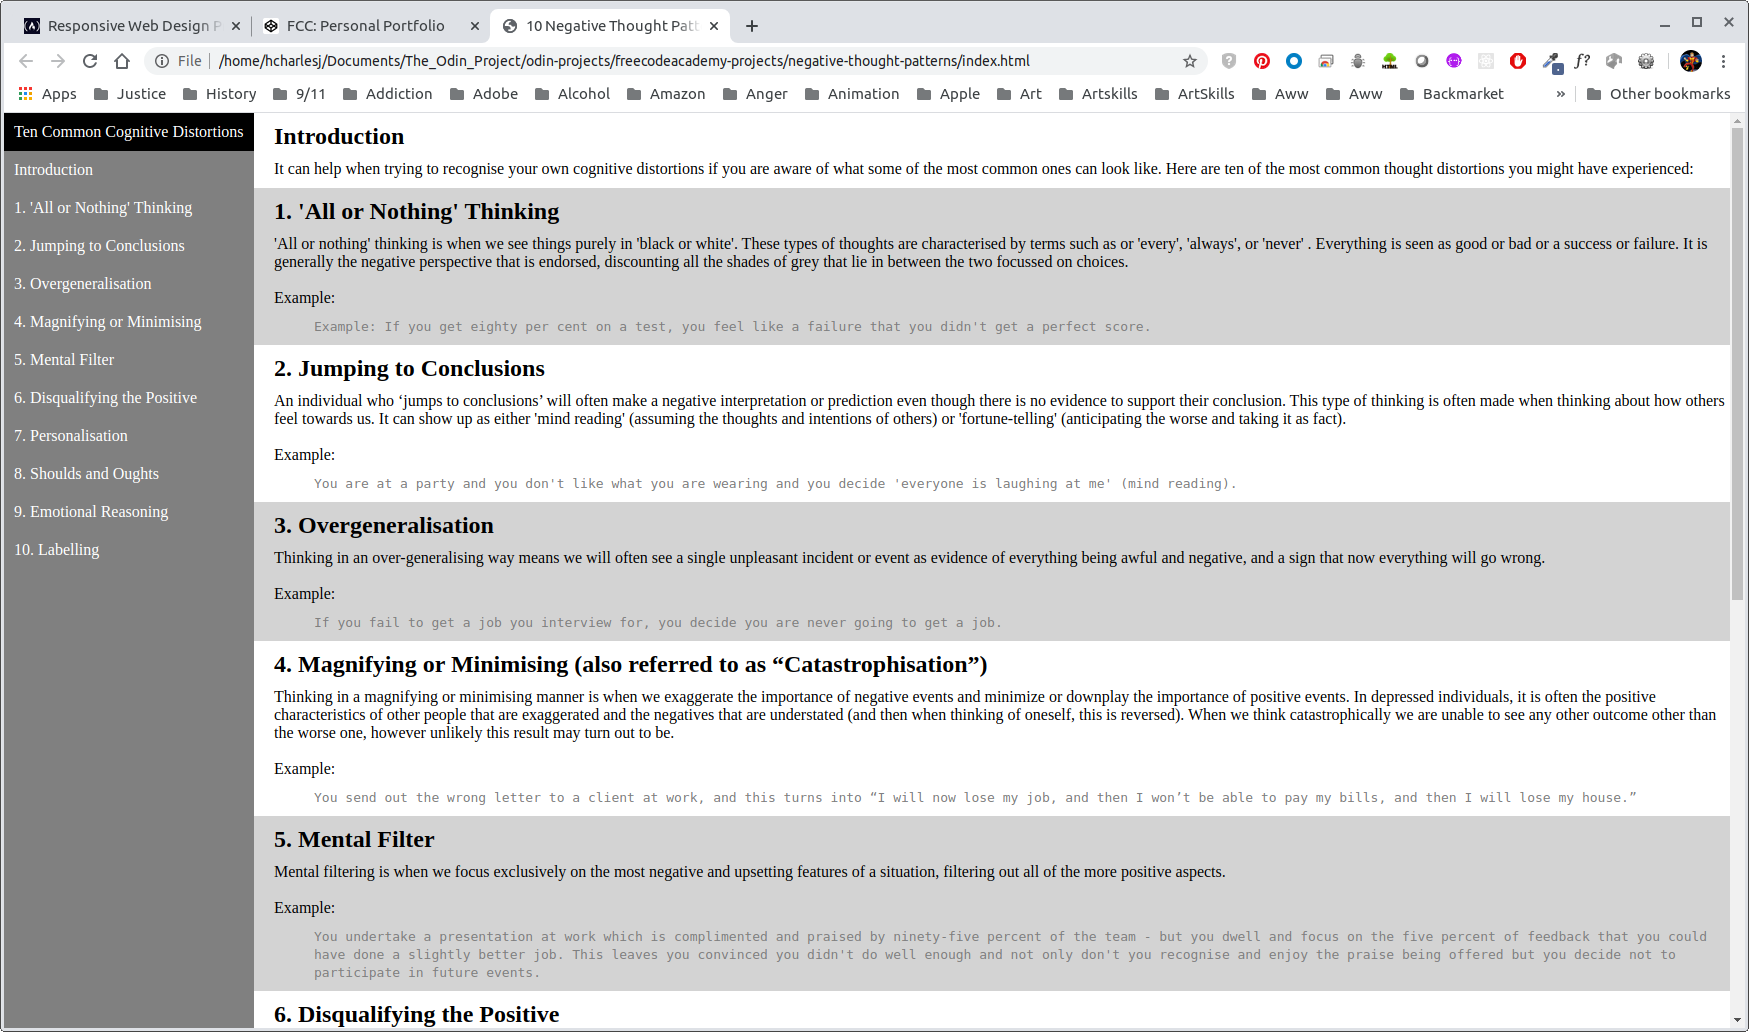 Responsive Web Design P
FCC: Personal Portfolio
10 Negative Thought Patt
File
/home/hcharlesj/Documents/The_Odin_Project/odin-projects/freecodeacademy-projects/negative-thought-patterns/index.html
f?
Apps
Justice
History
9/11
Addiction
Adobe
Alcohol
Amazon
Anger
Animation
Apple
Art
Artskills
ArtSkills
Aww
Aww
Backmarket
»
Other bookmarks
Ten Common Cognitive Distortions
Introduction
1. 'All or Nothing' Thinking
2. Jumping to Conclusions
3. Overgeneralisation
4. Magnifying or Minimising
5. Mental Filter
6. Disqualifying the Positive
7. Personalisation
8. Shoulds and Oughts
9. Emotional Reasoning
10. Labelling
Introduction
It can help when trying to recognise your own cognitive distortions if you are aware of what some of the most common ones can look like. Here are ten of the most common thought distortions you might have experienced:
1. 'All or Nothing' Thinking
'All or nothing' thinking is when we see things purely in 'black or white'. These types of thoughts are characterised by terms such as or 'every', 'always', or 'never' . Everything is seen as good or bad or a success or failure. It is
generally the negative perspective that is endorsed, discounting all the shades of grey that lie in between the two focussed on choices.
Example:
Example: If you get eighty per cent on a test, you feel like a failure that you didn't get a perfect score.
2. Jumping to Conclusions
An individual who ‘jumps to conclusions’ will often make a negative interpretation or prediction even though there is no evidence to support their conclusion. This type of thinking is often made when thinking about how others
feel towards us. It can show up as either 'mind reading' (assuming the thoughts and intentions of others) or 'fortune-telling' (anticipating the worse and taking it as fact).
Example:
You are at a party and you don't like what you are wearing and you decide 'everyone is laughing at me' (mind reading).
3. Overgeneralisation
Thinking in an over-generalising way means we will often see a single unpleasant incident or event as evidence of everything being awful and negative, and a sign that now everything will go wrong.
Example:
If you fail to get a job you interview for, you decide you are never going to get a job.
4. Magnifying or Minimising (also referred to as “Catastrophisation”)
Thinking in a magnifying or minimising manner is when we exaggerate the importance of negative events and minimize or downplay the importance of positive events. In depressed individuals, it is often the positive
characteristics of other people that are exaggerated and the negatives that are understated (and then when thinking of oneself, this is reversed). When we think catastrophically we are unable to see any other outcome other than
the worse one, however unlikely this result may turn out to be.
Example:
You send out the wrong letter to a client at work, and this turns into “I will now lose my job, and then I won’t be able to pay my bills, and then I will lose my house.”
5. Mental Filter
Mental filtering is when we focus exclusively on the most negative and upsetting features of a situation, filtering out all of the more positive aspects.
Example:
You undertake a presentation at work which is complimented and praised by ninety-five percent of the team - but you dwell and focus on the five percent of feedback that you could
have done a slightly better job. This leaves you convinced you didn't do well enough and not only don't you recognise and enjoy the praise being offered but you decide not to
participate in future events.
6. Disqualifying the Positive